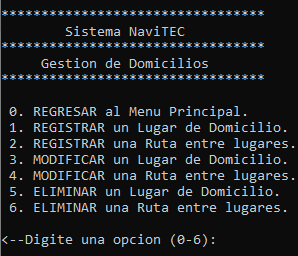 *********************************
Sistema NaviTEC
*********************************
Gestion de Domicilios
*********************************
0. REGRESAR al Menu Principal.
1. REGISTRAR un Lugar de Domicilio.
2. REGISTRAR una Ruta entre lugares.
3. MODIFICAR un Lugar de Domicilio.
4. MODIFICAR una Ruta entre lugares.
5. ELIMINAR un Lugar de Domicilio.
6. ELIMINAR una Ruta entre lugares.
<--Digite una opcion (0-6):